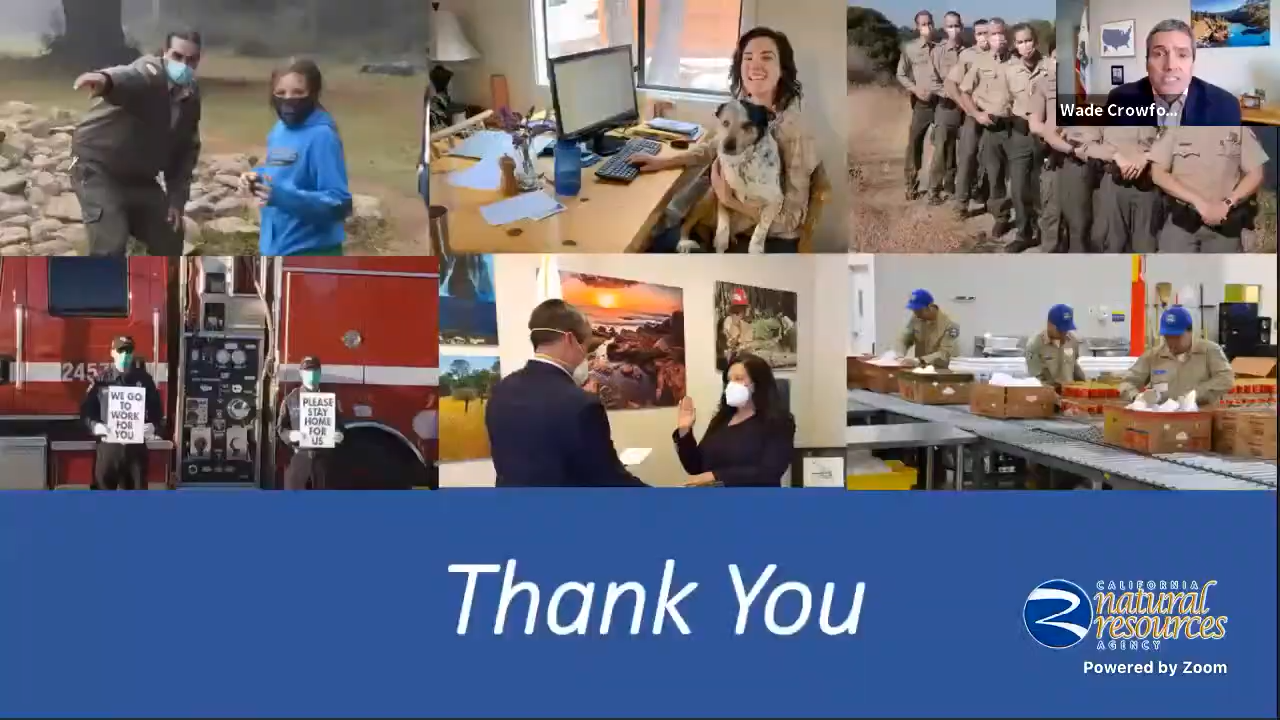 Wade Crowfo...
2457
WE GO
TO
WORK
FOR
YOU
PLEASE
STAY
HOME
FOR
US
Thank You
CALIFORNIA
natural
resources
AGENCY
Powered by Zoom